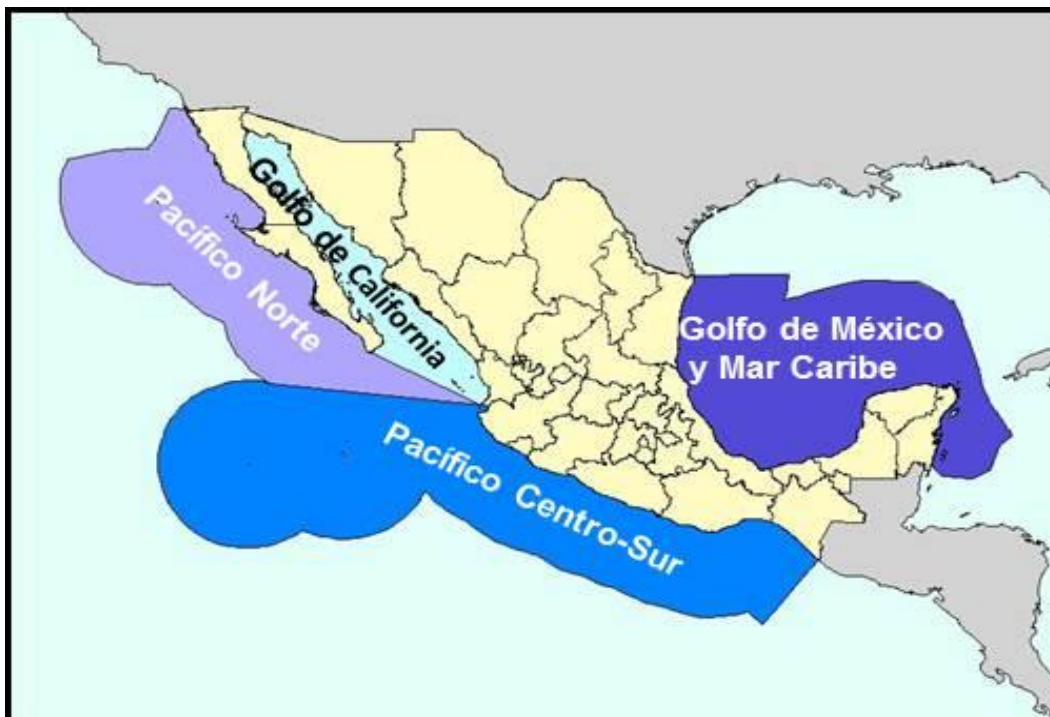 Golfo de California
Pacífico Norte
Golfo de México
y Mar Caribe
Pacífico Centro-Sur